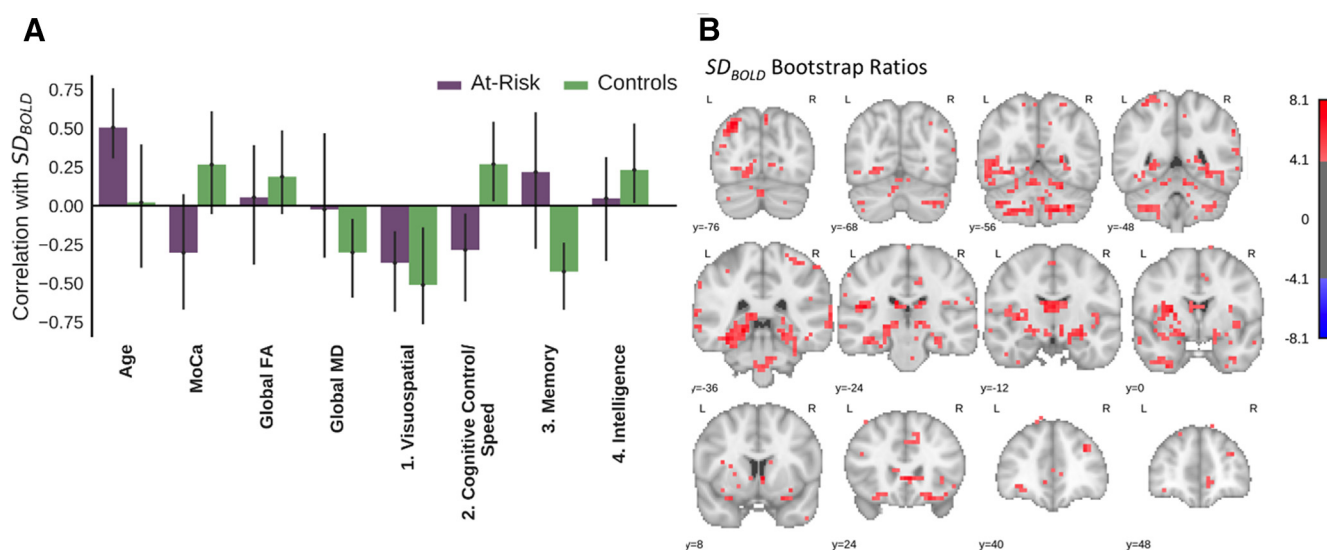 A
Correlation with SD_BOLD
0.75
0.50
0.25
0.00
−0.25
−0.50
−0.75
At-Risk
Controls
Age
MoCa
Global FA
Global MD
1. Visuospatial
2. Cognitive Control/
Speed
3. Memory
4. Intelligence
B
SD_BOLD Bootstrap Ratios
L R L R L R L R
y=-76 y=-68 y=-56 y=-48
y=-36 y=-24 y=-12 y=0
L R L R L R L R
y=8 y=24 y=40 y=48
8.1
4.1
0
-4.1
-8.1